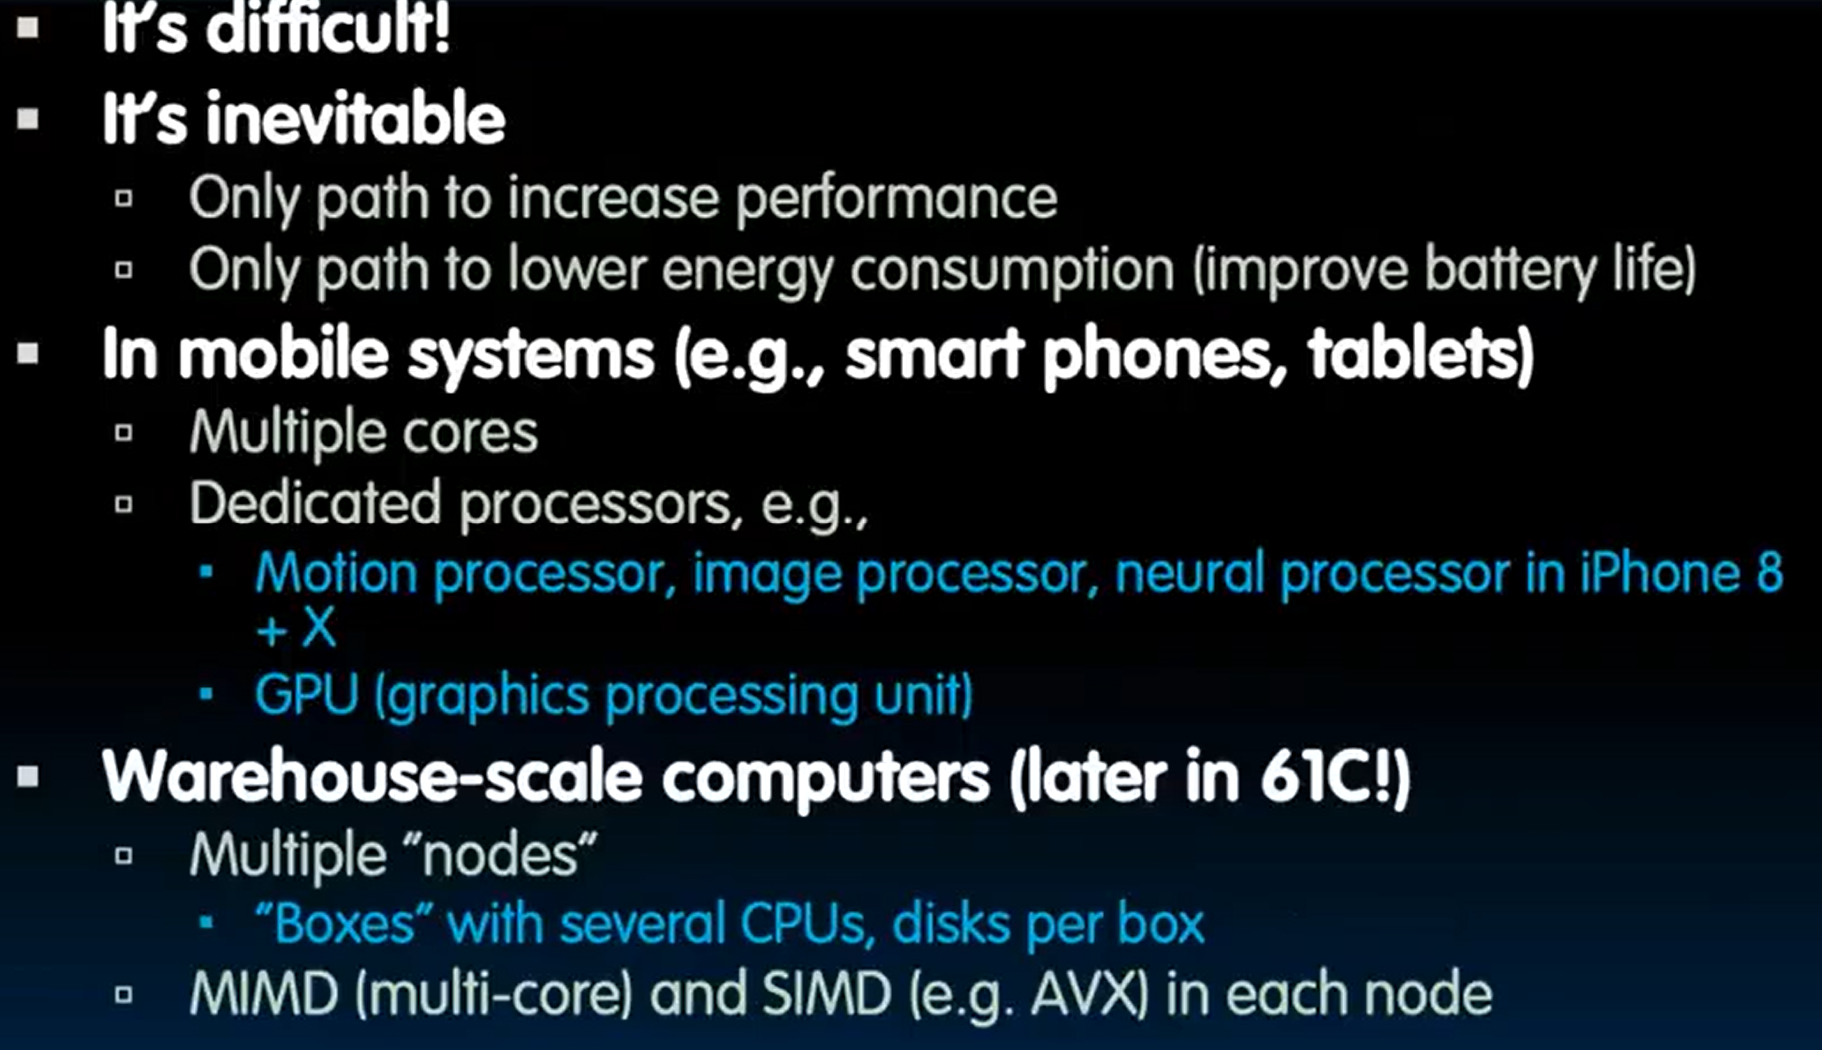 It's difficult!
It's inevitable
Only path to increase performance
Only path to lower energy consumption (improve battery life)
In mobile systems (e.g., smart phones, tablets)
Multiple cores
Dedicated processors, e.g.,
Motion processor, image processor, neural processor in iPhone 8
+ X
GPU (graphics processing unit)
Warehouse-scale computers (later in 61C!)
Multiple "nodes"
"Boxes" with several CPUs, disks per box
MIMD (multi-core) and SIMD (e.g. AVX) in each node